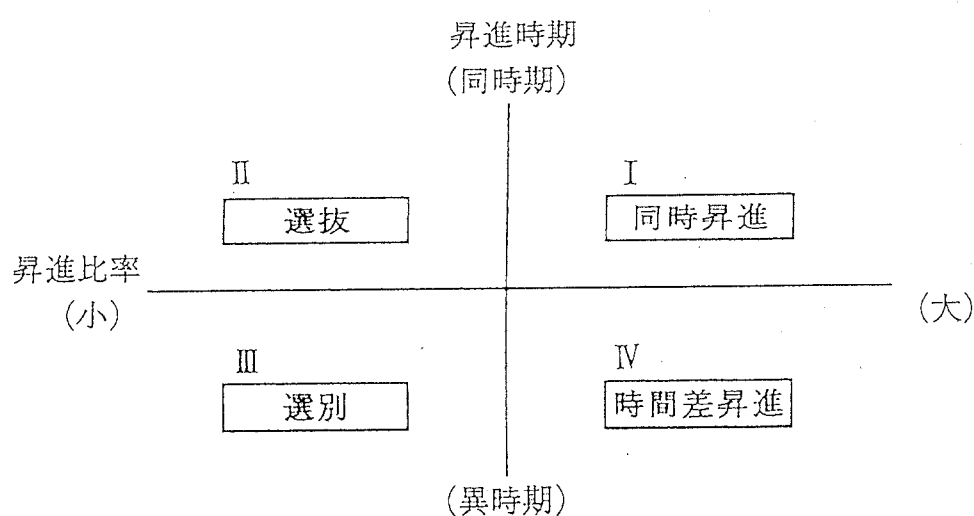 昇進時期
(同時期)
Ⅱ
Ⅰ
選抜
同時昇進
昇進比率
(小)
(大)
Ⅲ
Ⅳ
選別
時間差昇進
(異時期)